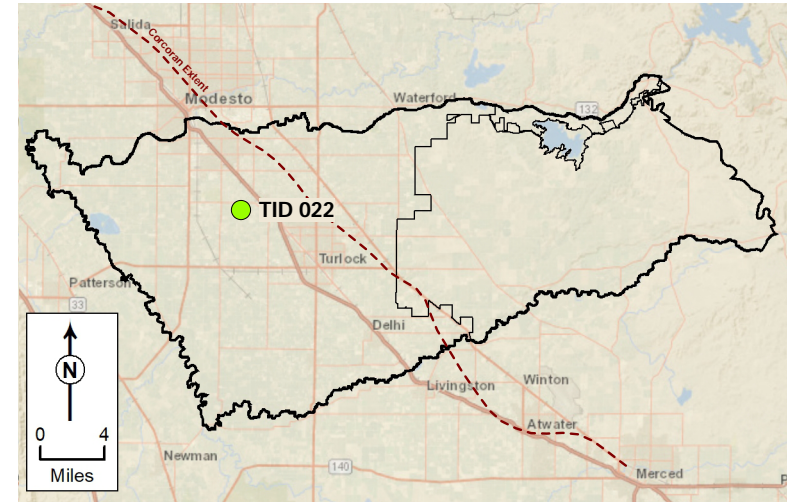 Salida
Corcoran Extent
Modesto
Waterford
132
TID 022
Turlock
Patterson
33
Delhi
N
Livingston
Winton
0 4
Miles
Atwater
Newman
140
Merced
P